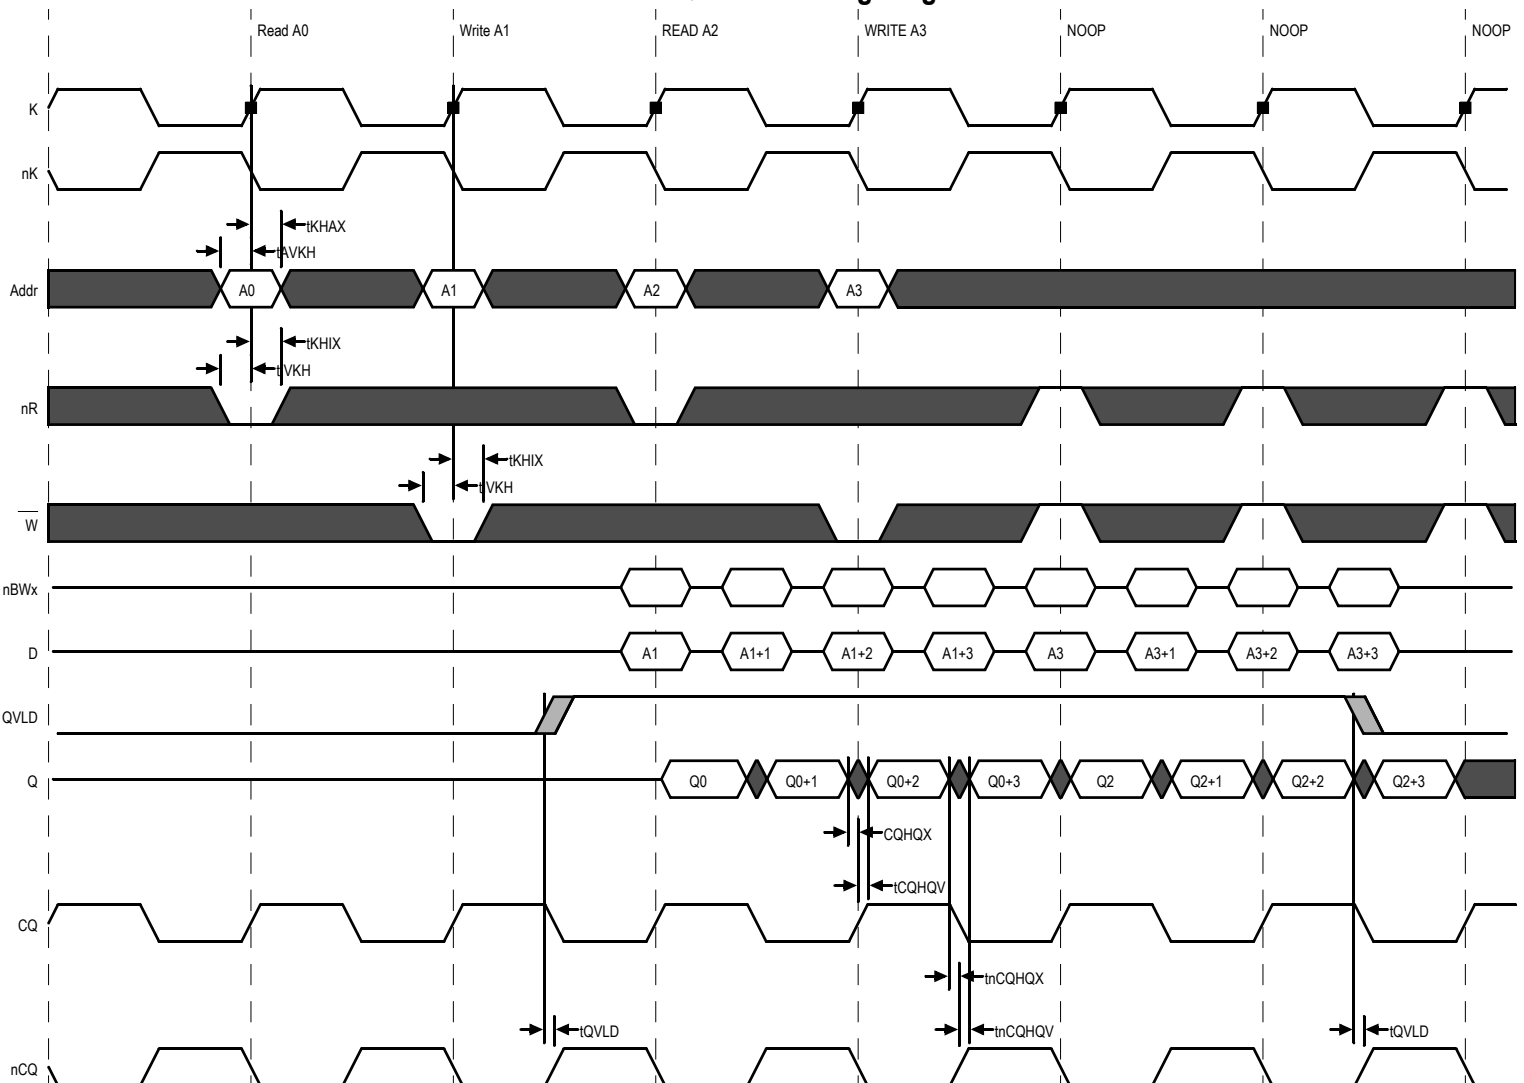 Read A0 Write A1 READ A2 WRITE A3 NOOP NOOP NOOP
K
nK
tKHAX
tAVKH
Addr A0 A1 A2 A3
tKHIX
tIVKH
nR
tKHIX
tIVKH
W
nBWx
D A1 A1+1 A1+2 A1+3 A3 A3+1 A3+2 A3+3
QVLD
Q Q0 Q0+1 Q0+2 Q0+3 Q2 Q2+1 Q2+2 Q2+3
CQHQX
tCQHQV
CQ
tnCQHQX
tQVLD tnCQHQV tQVLD
nCQ